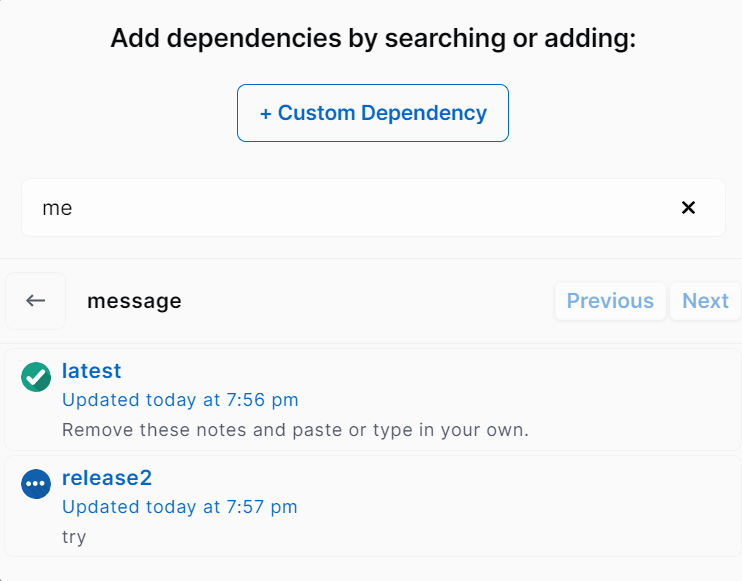 Add dependencies by searching or adding:
+ Custom Dependency
me
message
Previous Next
latest
Updated today at 7:56 pm
Remove these notes and paste or type in your own.
release2
Updated today at 7:57 pm
try